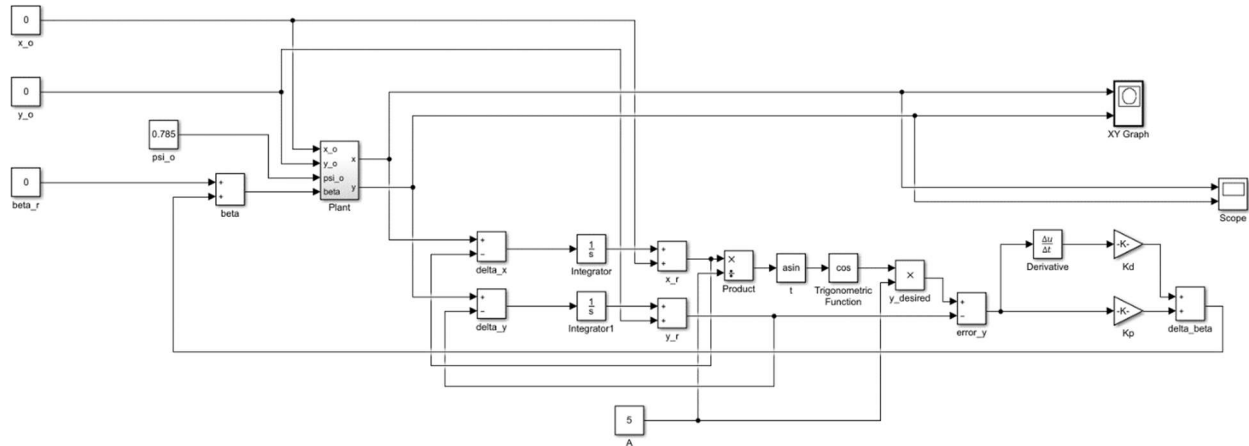 0
x_o
0
y_o
0.785
psi_o
0
beta_r
+
+
beta
x_o
y_o
psi_o
beta
x
y
Plant
XY Graph
Scope
+
−
delta_x
1
s
Integrator
+
+
x_r
×
÷
Product
asin
t
cos
Trigonometric
Function
×
y_desired
+
−
delta_y
1
s
Integrator1
+
+
y_r
+
−
error_y
Δu
Δt
Derivative
-K-
Kd
-K-
Kp
+
+
delta_beta
5
A